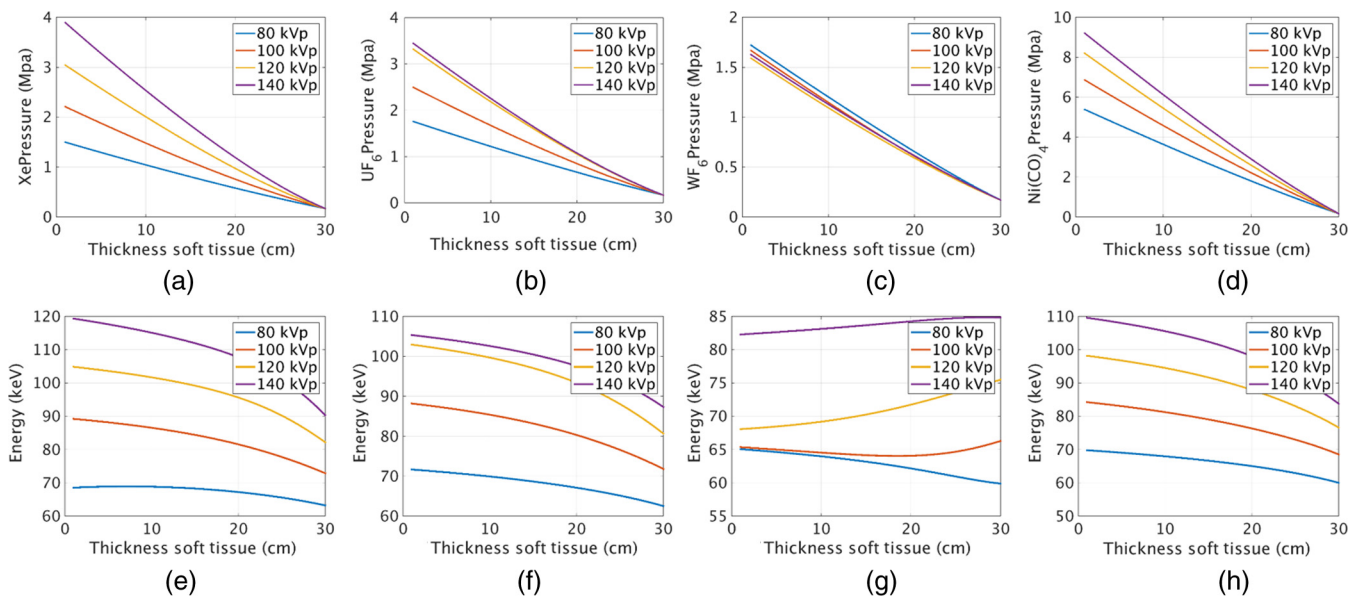 XePressure (Mpa)
4
3
2
1
0
0
10
20
30
80 kVp
100 kVp
120 kVp
140 kVp
Thickness soft tissue (cm)
(a)
UF6Pressure (Mpa)
4
3
2
1
0
0
10
20
30
80 kVp
100 kVp
120 kVp
140 kVp
Thickness soft tissue (cm)
(b)
WF6Pressure (Mpa)
2
1.5
1
0.5
0
0
10
20
30
80 kVp
100 kVp
120 kVp
140 kVp
Thickness soft tissue (cm)
(c)
Ni(CO)4Pressure (Mpa)
10
8
6
4
2
0
0
10
20
30
80 kVp
100 kVp
120 kVp
140 kVp
Thickness soft tissue (cm)
(d)
Energy (keV)
120
110
100
90
80
70
60
0
10
20
30
80 kVp
100 kVp
120 kVp
140 kVp
Thickness soft tissue (cm)
(e)
Energy (keV)
110
100
90
80
70
60
0
10
20
30
80 kVp
100 kVp
120 kVp
140 kVp
Thickness soft tissue (cm)
(f)
Energy (keV)
85
80
75
70
65
60
55
0
10
20
30
80 kVp
100 kVp
120 kVp
140 kVp
Thickness soft tissue (cm)
(g)
Energy (keV)
110
100
90
80
70
60
50
0
10
20
30
80 kVp
100 kVp
120 kVp
140 kVp
Thickness soft tissue (cm)
(h)